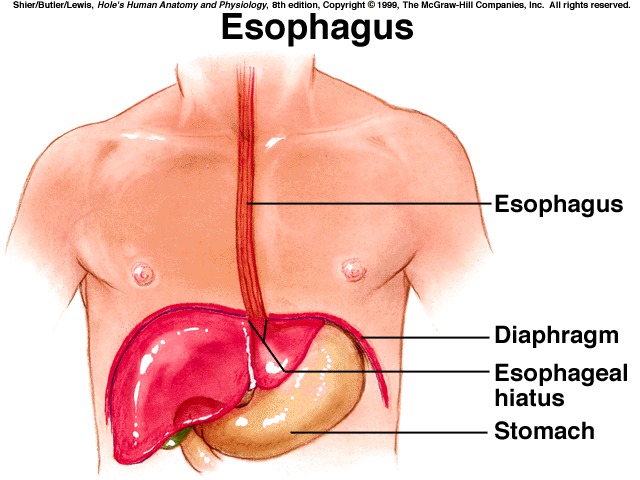 Shier/Butler/Lewis, Hole's Human Anatomy and Physiology, 8th edition, Copyright © 1999, The McGraw-Hill Companies, Inc. All rights reserved.
Esophagus
Esophagus
Diaphragm
Esophageal
hiatus
Stomach